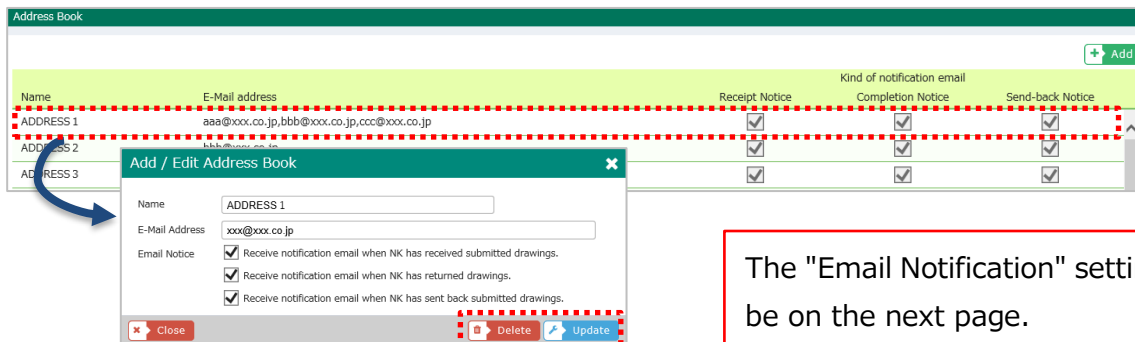 Address Book
Add
Kind of notification email
Name E-Mail address Receipt Notice Completion Notice Send-back Notice
ADDRESS 1 aaa@xxx.co.jp,bbb@xxx.co.jp,ccc@xxx.co.jp
ADDRESS 2 bbb@xxx.co.jp
ADDRESS 3
Add / Edit Address Book
Name ADDRESS 1
E-Mail Address xxx@xxx.co.jp
Email Notice Receive notification email when NK has received submitted drawings.
Receive notification email when NK has returned drawings.
Receive notification email when NK has sent back submitted drawings.
Close Delete Update
The "Email Notification" setti
be on the next page.